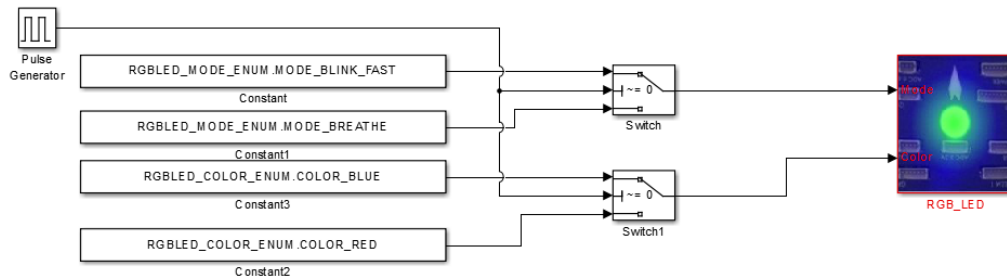 Pulse
Generator
RGBLED_MODE_ENUM.MODE_BLINK_FAST
Constant
RGBLED_MODE_ENUM.MODE_BREATHE
Constant1
RGBLED_COLOR_ENUM.COLOR_BLUE
Constant3
RGBLED_COLOR_ENUM.COLOR_RED
Constant2
~= 0
Switch
~= 0
Switch1
Mode
Color
RGB_LED